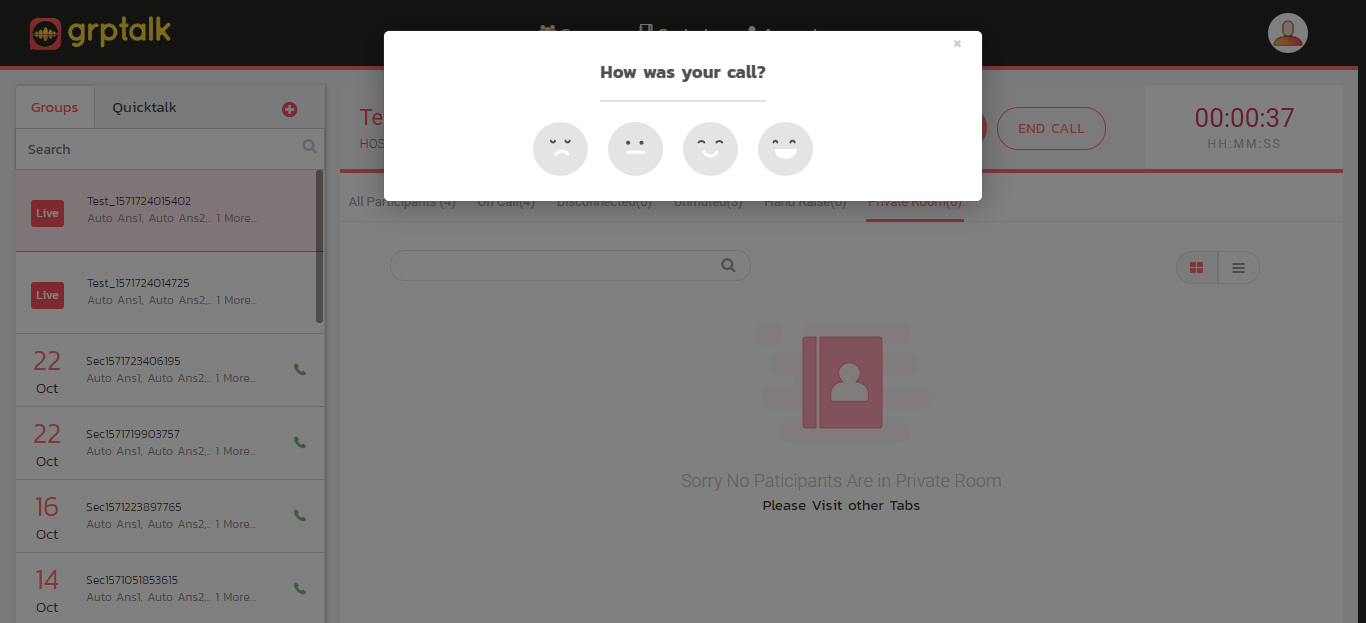 grptalk
How was your call?
Groups
Quicktalk
Search
Live
Test_1571724015402
Auto Ans1, Auto Ans2,.. 1 More...
Live
Test_1571724014725
Auto Ans1, Auto Ans2,.. 1 More...
22
Oct
Sec1571723406195
Auto Ans1, Auto Ans2,.. 1 More...
22
Oct
Sec1571719903757
Auto Ans1, Auto Ans2,.. 1 More...
16
Oct
Sec1571223897765
Auto Ans1, Auto Ans2,.. 1 More...
14
Oct
Sec1571051853615
Auto Ans1, Auto Ans2,.. 1 More...
END CALL
00:00:37
HH:MM:SS
All Participants (4)
On Call(4)
Disconnected(0)
Unmuted(3)
Hand Raise(0)
Private Room(0)
Sorry No Paticipants Are in Private Room
Please Visit other Tabs